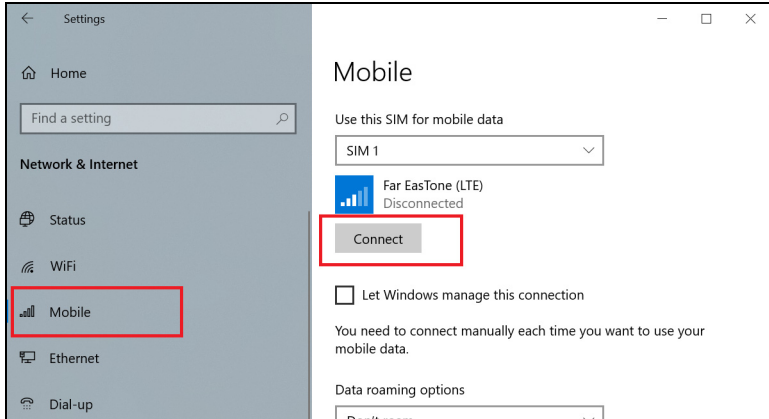 Settings
Home
Find a setting
Network & Internet
Status
WiFi
Mobile
Ethernet
Dial-up
Mobile
Use this SIM for mobile data
SIM 1
Far EasTone (LTE)
Disconnected
Connect
Let Windows manage this connection
You need to connect manually each time you want to use your
mobile data.
Data roaming options
Don't roam